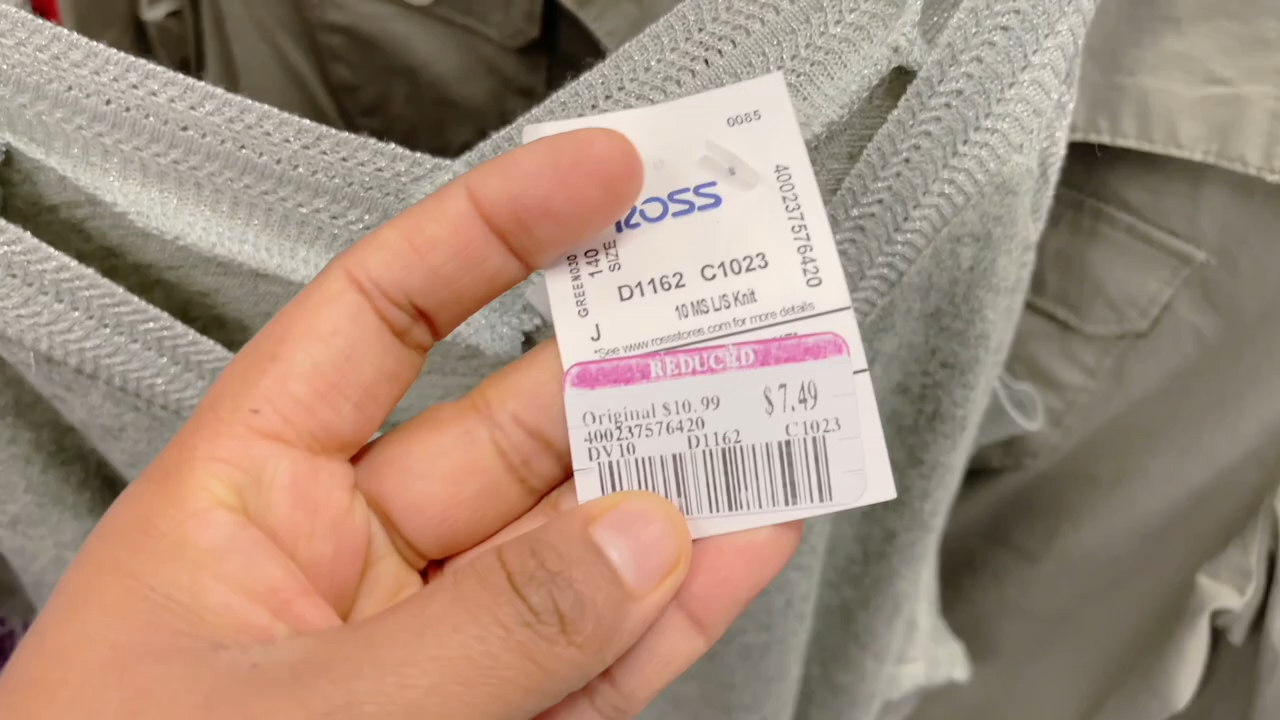 0085
ROSS
400237576420
GREEN030
140
SIZE
D1162 C1023
10 MS L/S Knit
J
*See www.rossstores.com for more details
REDUCED
Original $10.99 $7.49
400237576420
DV10 D1162 C1023